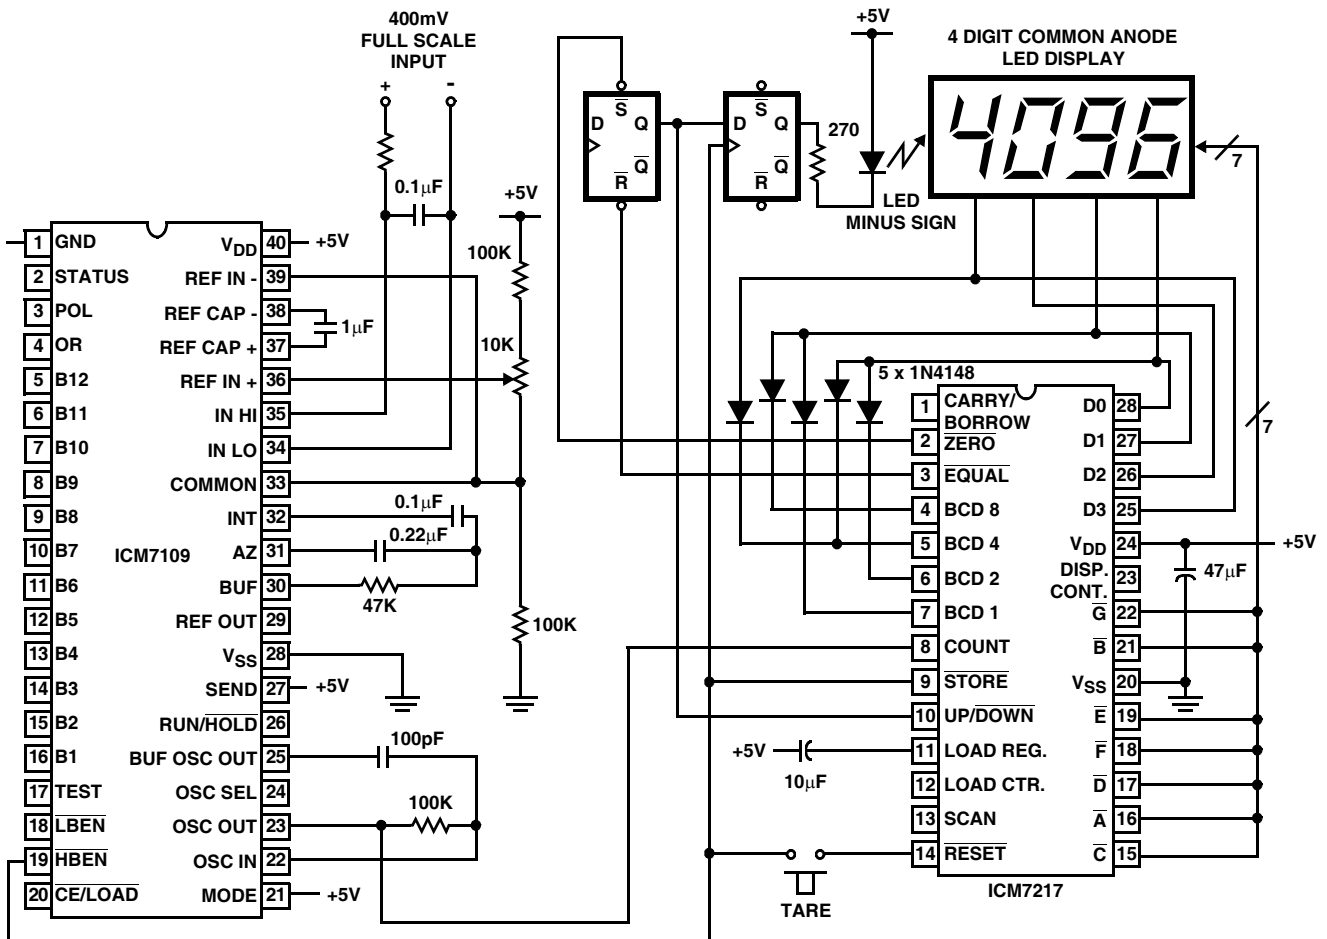 400mV
FULL SCALE
INPUT
+
-
0.1µF
+5V
100K
10K
100K
+5V
4 DIGIT COMMON ANODE
LED DISPLAY
4096
7
7
S
D
Q
Q
R
S
D
Q
Q
R
270
LED
MINUS SIGN
1 GND
2 STATUS
3 POL
4 OR
5 B12
6 B11
7 B10
8 B9
9 B8
10 B7
11 B6
12 B5
13 B4
14 B3
15 B2
16 B1
17 TEST
18 LBEN
19 HBEN
20 CE/LOAD
ICM7109
VDD 40 +5V
REF IN - 39
REF CAP - 38
1µF
REF CAP + 37
REF IN + 36
IN HI 35
IN LO 34
COMMON 33
INT 32
0.1µF
AZ 31
0.22µF
BUF 30
47K
REF OUT 29
VSS 28
SEND 27 +5V
RUN/HOLD 26
BUF OSC OUT 25
100pF
OSC SEL 24
OSC OUT 23
100K
OSC IN 22
MODE 21 +5V
5 x 1N4148
1 CARRY/
BORROW
2 ZERO
3 EQUAL
4 BCD 8
5 BCD 4
6 BCD 2
7 BCD 1
8 COUNT
9 STORE
10 UP/DOWN
11 LOAD REG.
12 LOAD CTR.
13 SCAN
14 RESET
+5V
10µF
TARE
D0 28
D1 27
D2 26
D3 25
VDD 24
+5V
DISP.
CONT. 23
47µF
G 22
B 21
VSS 20
E 19
F 18
D 17
A 16
C 15
ICM7217